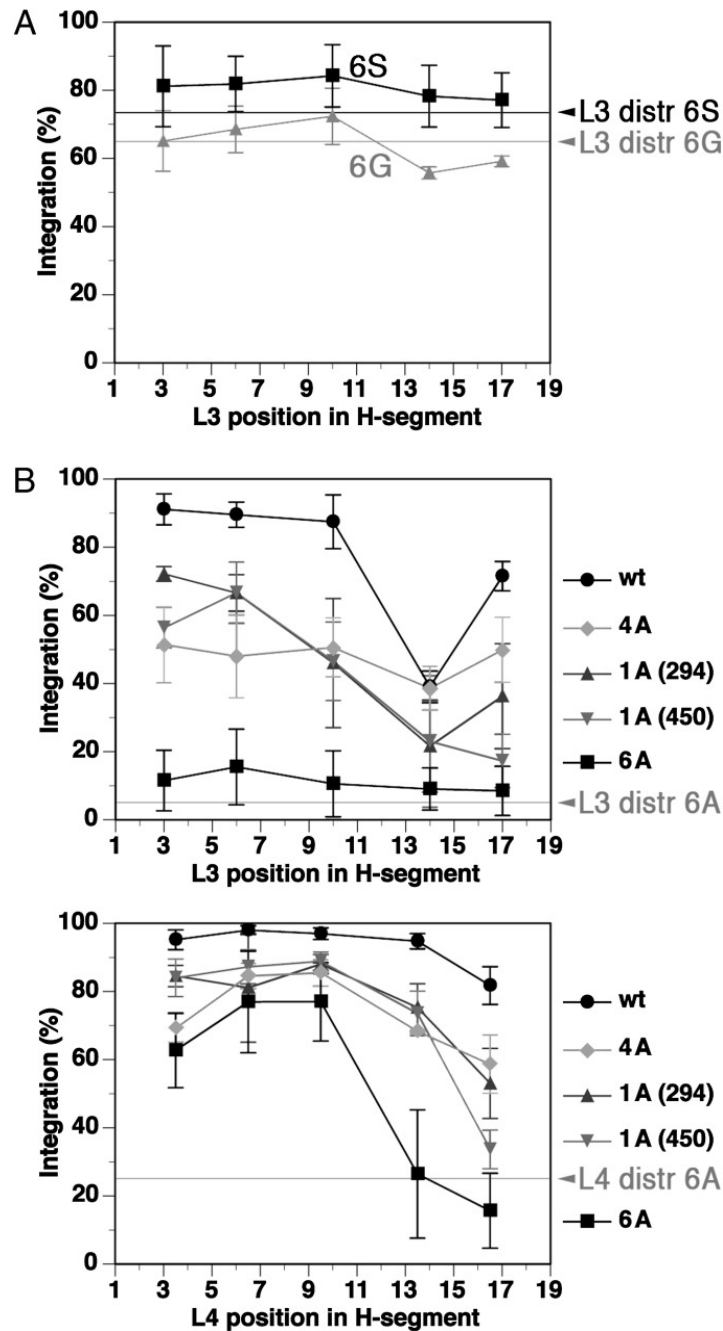 A
100
80
60
40
20
0
Integration (%)
6S
6G
L3 distr 6S
L3 distr 6G
1 3 5 7 9 11 13 15 17 19
L3 position in H-segment
B
100
80
60
40
20
0
Integration (%)
wt
4A
1A (294)
1A (450)
6A
L3 distr 6A
1 3 5 7 9 11 13 15 17 19
L3 position in H-segment
100
80
60
40
20
0
Integration (%)
wt
4A
1A (294)
1A (450)
L4 distr 6A
6A
1 3 5 7 9 11 13 15 17 19
L4 position in H-segment